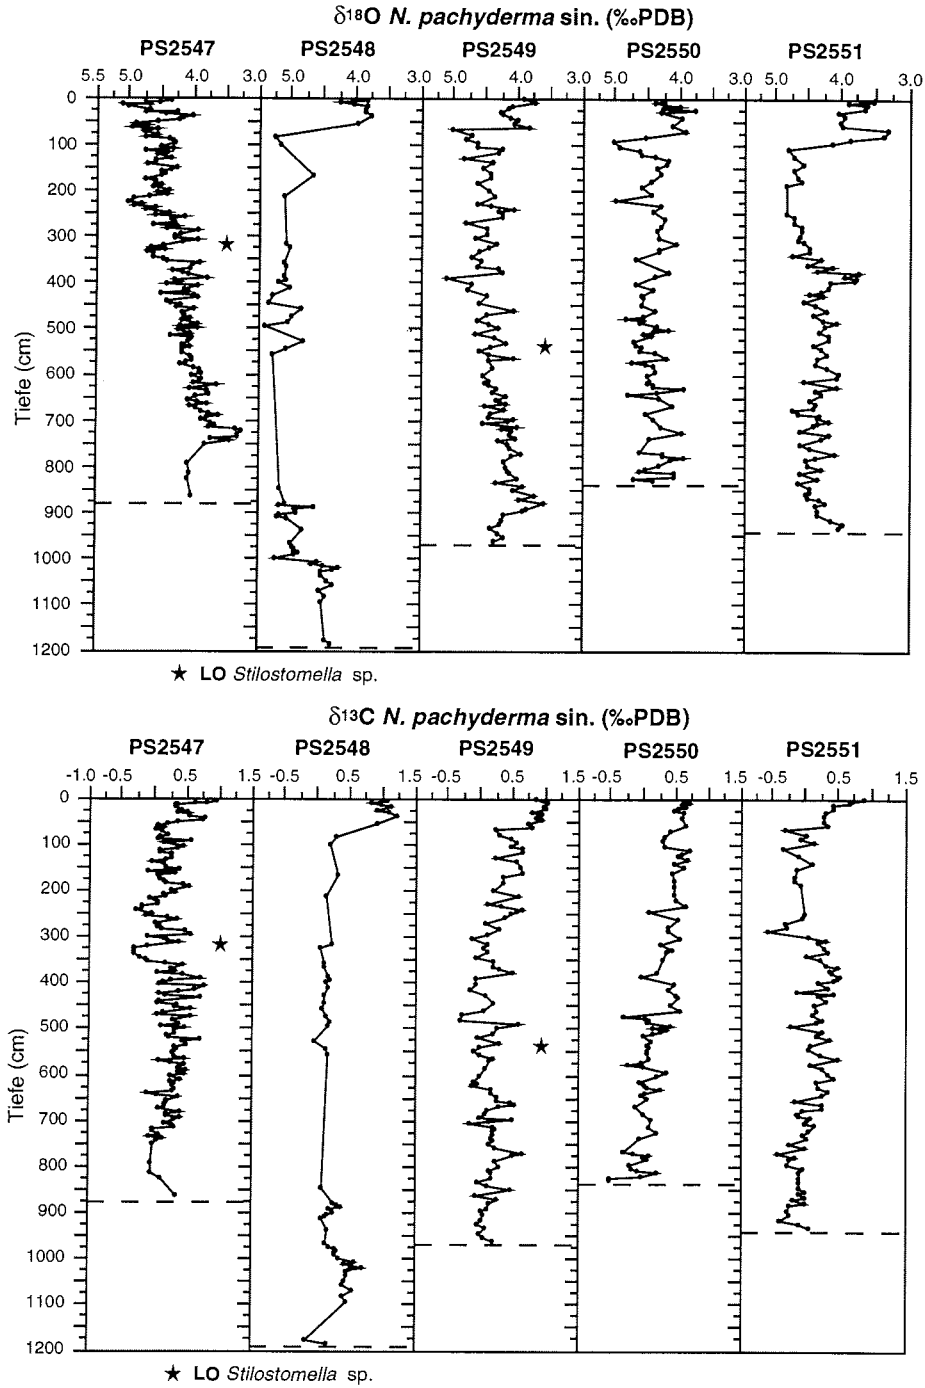 δ18O N. pachyderma sin. (‰PDB)
PS2547 PS2548 PS2549 PS2550 PS2551
5.5 5.0 4.0 3.0 5.0 4.0 3.0 5.0 4.0 3.0 5.0 4.0 3.0 5.0 4.0 3.0
0
100
200
300
400
500
600
700
800
900
1000
1100
1200
Tiefe (cm)
★ LO Stilostomella sp.
δ13C N. pachyderma sin. (‰PDB)
PS2547 PS2548 PS2549 PS2550 PS2551
-1.0 -0.5 0.5 1.5 -0.5 0.5 1.5 -0.5 0.5 1.5 -0.5 0.5 1.5 -0.5 0.5 1.5
0
100
200
300
400
500
600
700
800
900
1000
1100
1200
Tiefe (cm)
★ LO Stilostomella sp.